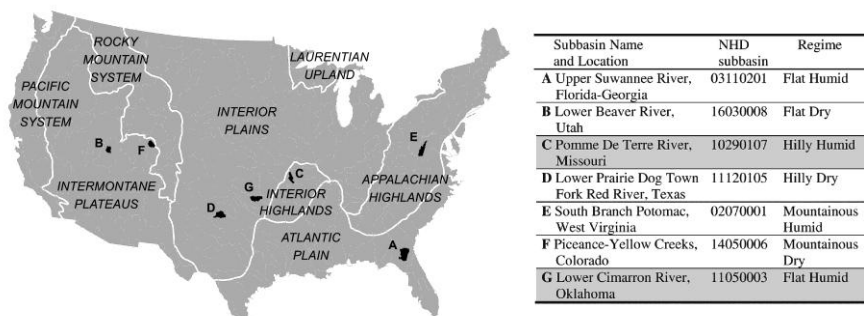 ROCKY
MOUNTAIN
SYSTEM
LAURENTIAN
UPLAND
PACIFIC
MOUNTAIN
SYSTEM
INTERIOR
PLAINS
E
B
F
C
APPALACHIAN
HIGHLANDS
INTERMONTANE
PLATEAUS
G
INTERIOR
HIGHLANDS
D
ATLANTIC
PLAIN
A
Subbasin Name and Location NHD subbasin Regime
A Upper Suwannee River, 03110201 Flat Humid
Florida-Georgia
B Lower Beaver River, 16030008 Flat Dry
Utah
C Pomme De Terre River, 10290107 Hilly Humid
Missouri
D Lower Prairie Dog Town 11120105 Hilly Dry
Fork Red River, Texas
E South Branch Potomac, 02070001 Mountainous
West Virginia Humid
F Piceance-Yellow Creeks, 14050006 Mountainous
Colorado Dry
G Lower Cimarron River, 11050003 Flat Humid
Oklahoma